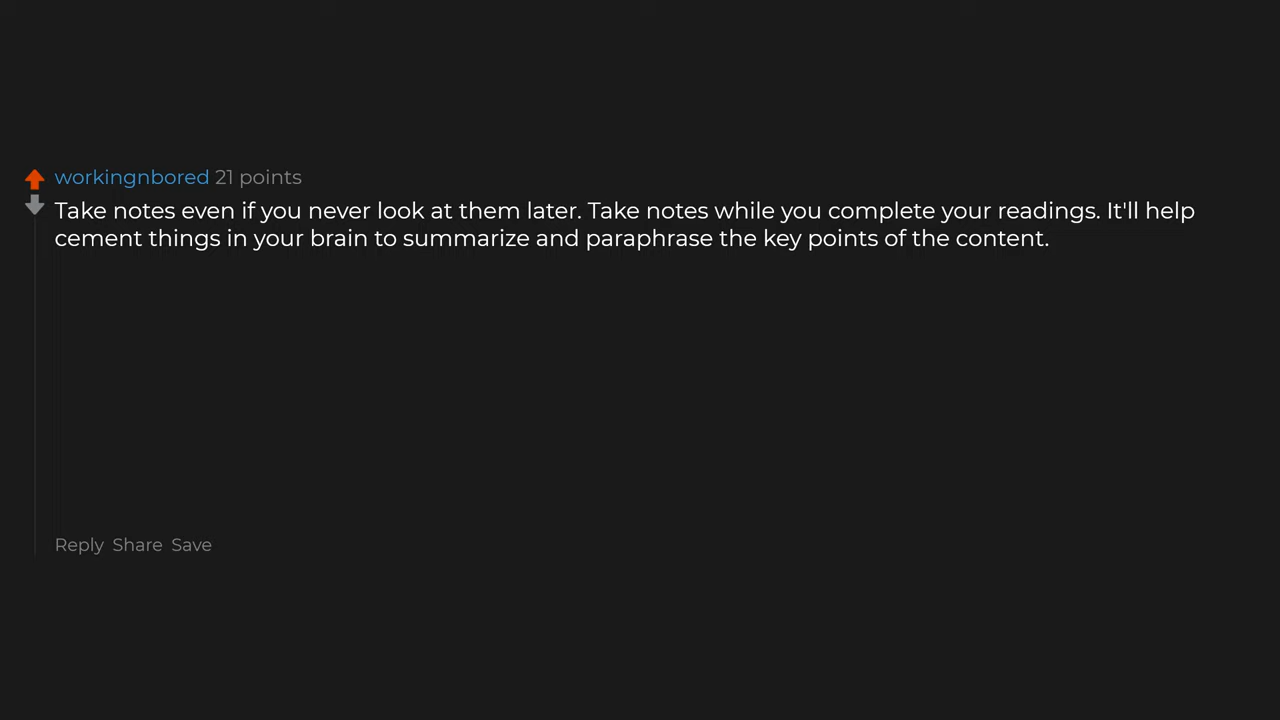 workingnbored 21 points
Take notes even if you never look at them later. Take notes while you complete your readings. It'll help
cement things in your brain to summarize and paraphrase the key points of the content.
Reply Share Save